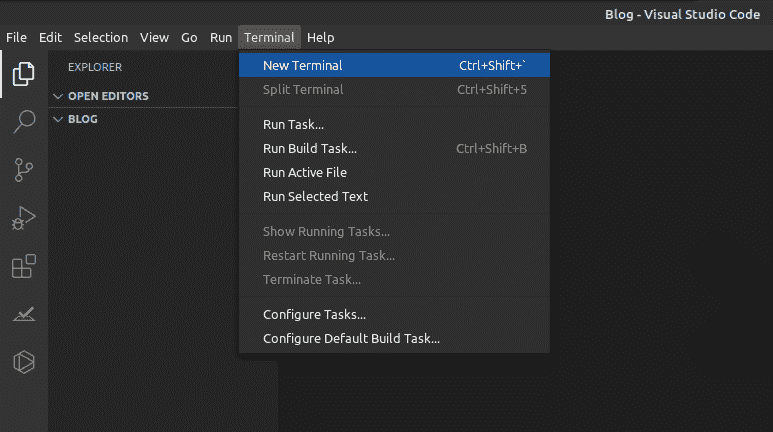 Blog - Visual Studio Code
File Edit Selection View Go Run Terminal Help
EXPLORER
OPEN EDITORS
BLOG
New Terminal Ctrl+Shift+`
Split Terminal Ctrl+Shift+5
Run Task...
Run Build Task... Ctrl+Shift+B
Run Active File
Run Selected Text
Show Running Tasks...
Restart Running Task...
Terminate Task...
Configure Tasks...
Configure Default Build Task...